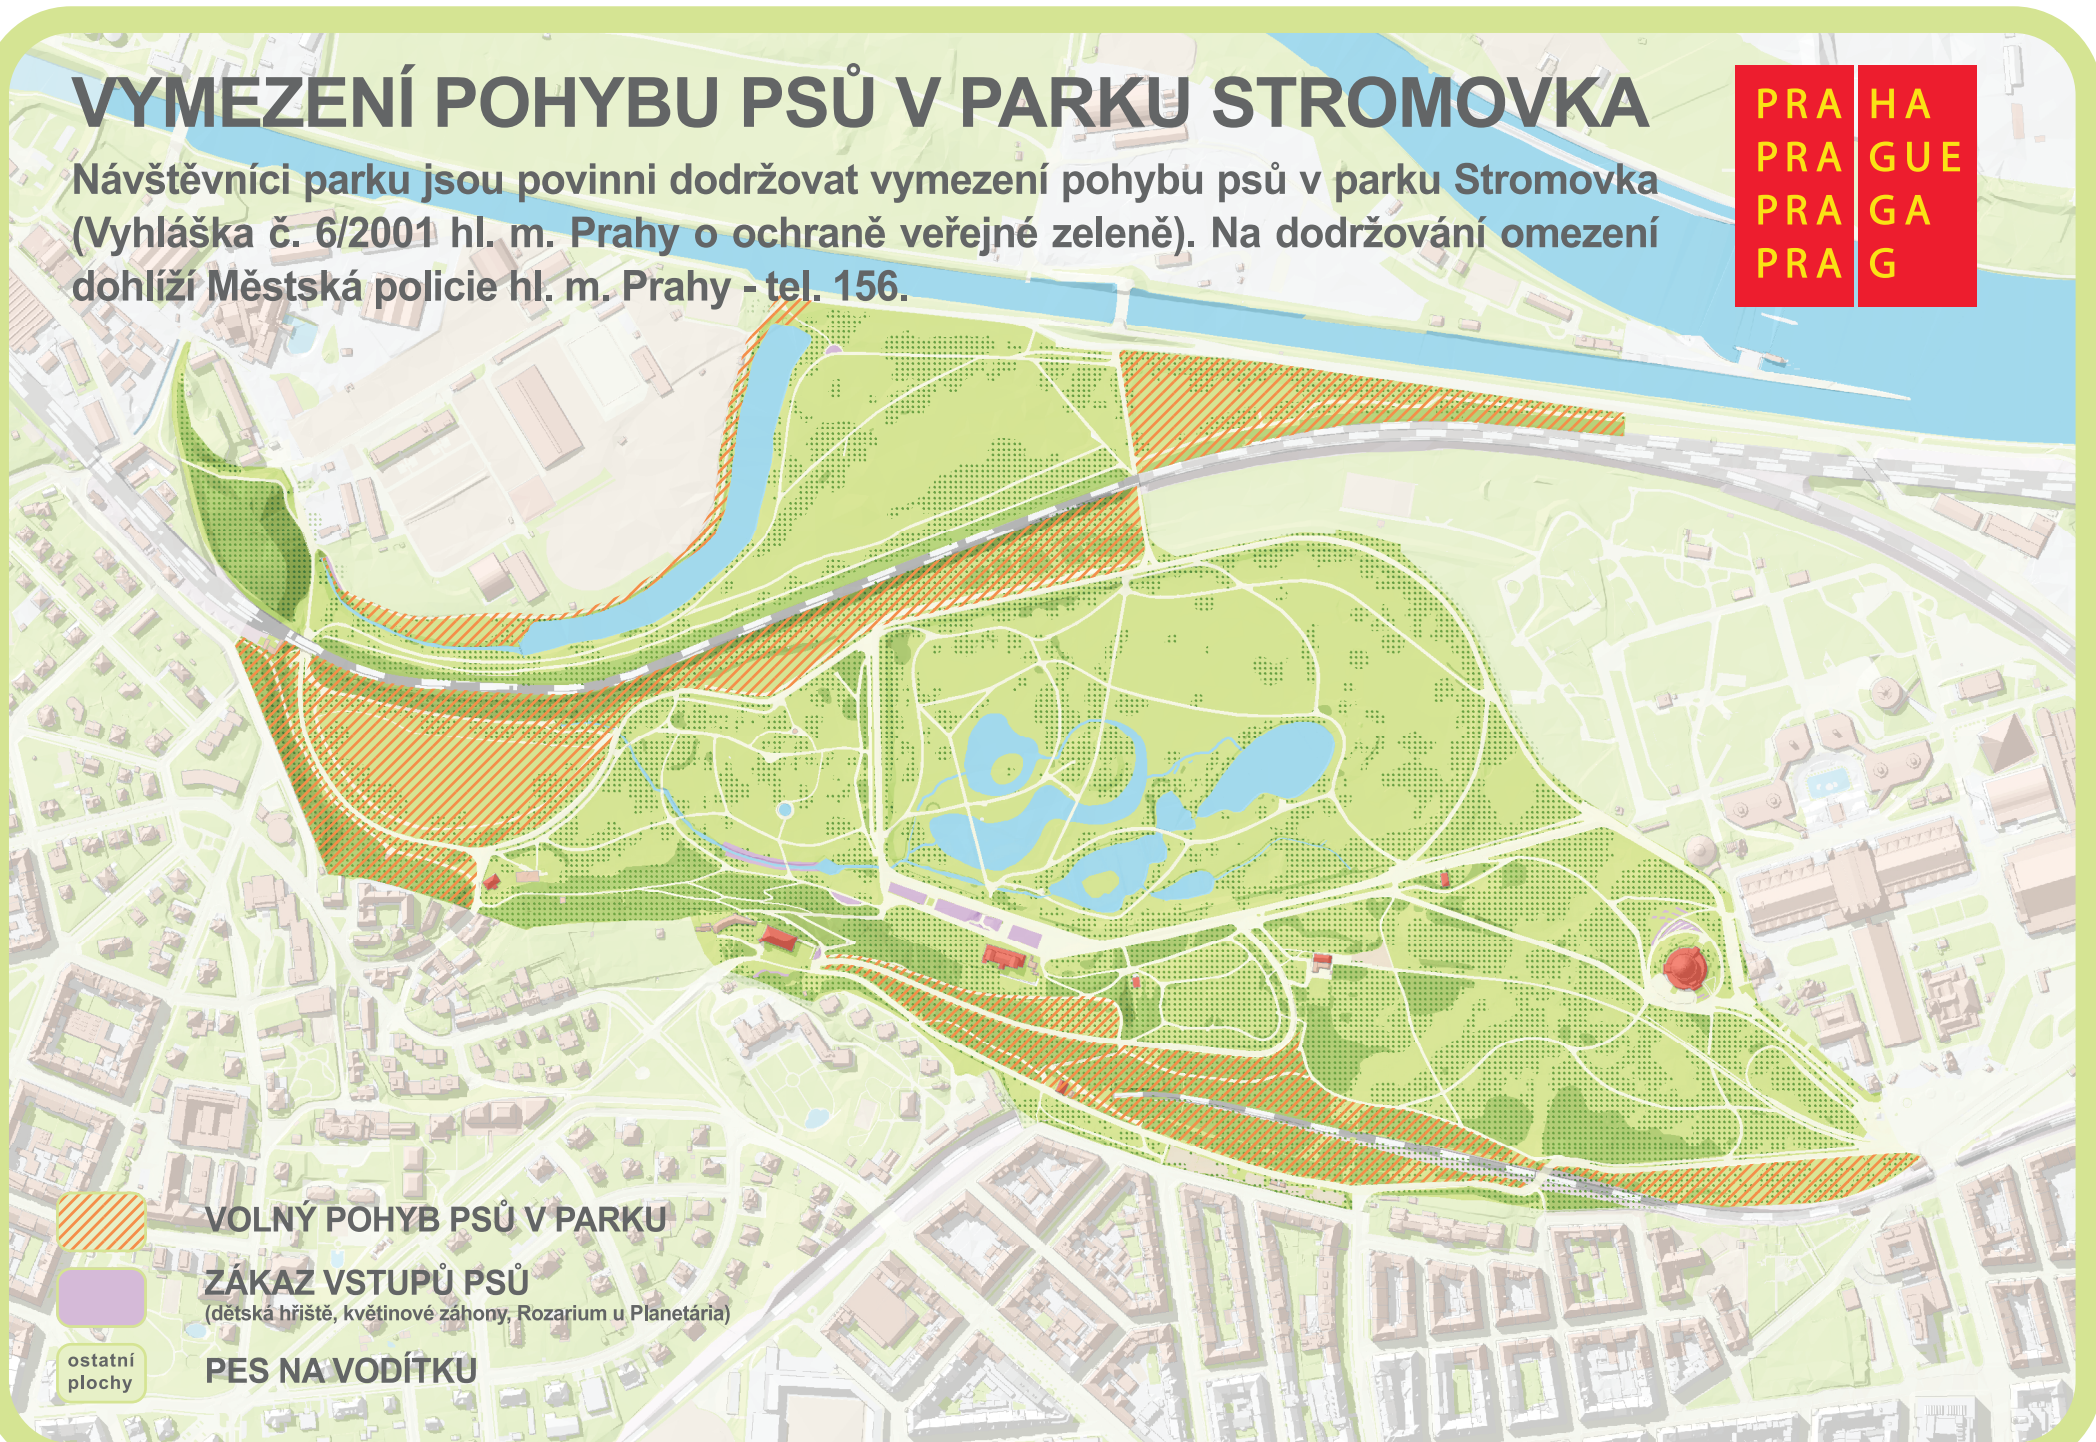 VYMEZENÍ POHYBU PSŮ V PARKU STROMOVKA
Návštěvníci parku jsou povinni dodržovat vymezení pohybu psů v parku Stromovka
(Vyhláška č. 6/2001 hl. m. Prahy o ochraně veřejné zeleně). Na dodržování omezení
dohlíží Městská policie hl. m. Prahy - tel. 156.
PRA HA
PRA GUE
PRA GA
PRA G
VOLNÝ POHYB PSŮ V PARKU
ZÁKAZ VSTUPŮ PSŮ
(dětská hřiště, květinové záhony, Rozarium u Planetária)
ostatní
plochy
PES NA VODÍTKU